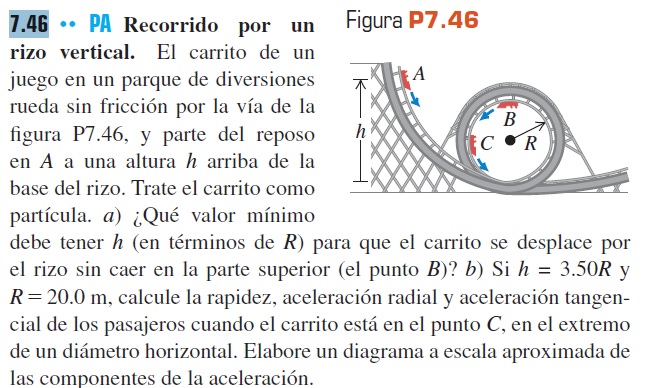 7.46 •• PA Recorrido por un
rizo vertical. El carrito de un
juego en un parque de diversiones
rueda sin fricción por la vía de la
figura P7.46, y parte del reposo
en A a una altura h arriba de la
base del rizo. Trate el carrito como
partícula. a) ¿Qué valor mínimo
debe tener h (en términos de R) para que el carrito se desplace por
el rizo sin caer en la parte superior (el punto B)? b) Si h = 3.50R y
R = 20.0 m, calcule la rapidez, aceleración radial y aceleración tangen-
cial de los pasajeros cuando el carrito está en el punto C, en el extremo
de un diámetro horizontal. Elabore un diagrama a escala aproximada de
las componentes de la aceleración.
Figura P7.46
A
h
B
C
R